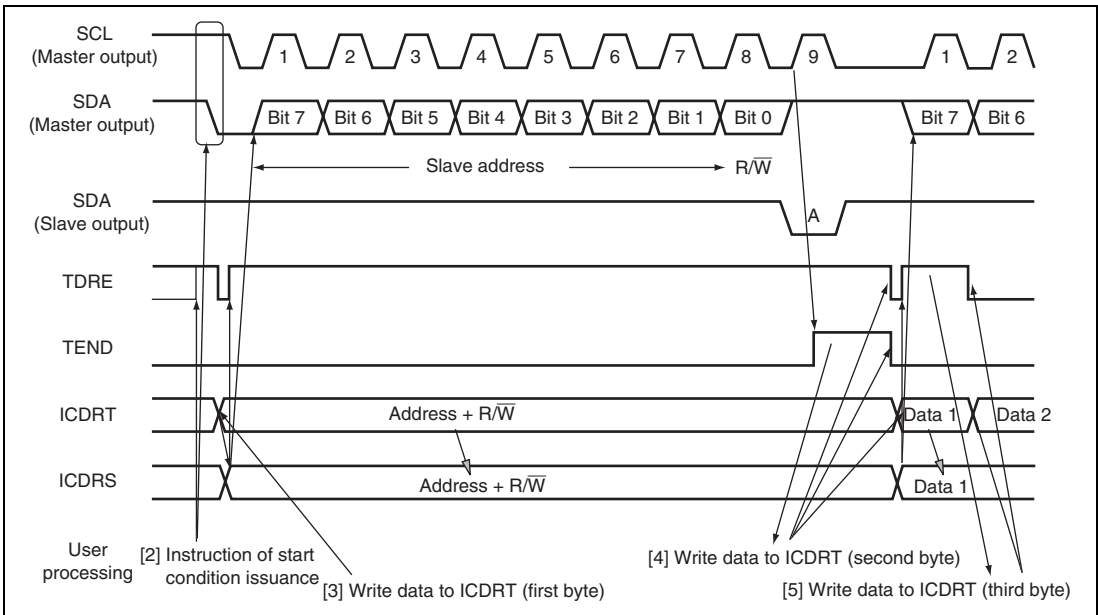 SCL
(Master output)
1 2 3 4 5 6 7 8 9 1 2
SDA
(Master output)
Bit 7 Bit 6 Bit 5 Bit 4 Bit 3 Bit 2 Bit 1 Bit 0 Bit 7 Bit 6
Slave address R/W̅
SDA
(Slave output)
A
TDRE
TEND
ICDRT
Address + R/W̅ Data 1 Data 2
ICDRS
Address + R/W̅ Data 1
User
processing
[2] Instruction of start
condition issuance
[3] Write data to ICDRT (first byte)
[4] Write data to ICDRT (second byte)
[5] Write data to ICDRT (third byte)